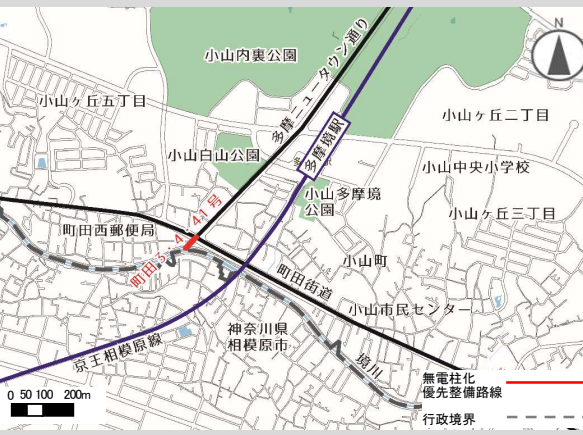 小山内裏公園
多摩ニュータウン通り
N
小山ヶ丘五丁目
小山ヶ丘二丁目
多摩境駅
小山白山公園
小山中央小学校
小山多摩境
公園
小山ヶ丘三丁目
町田西郵便局
町田3・4・41号
小山町
町田街道
小山市民センター
神奈川県
相模原市
京王相模原線
境川
0 50 100 200m
無電柱化
優先整備路線
行政境界